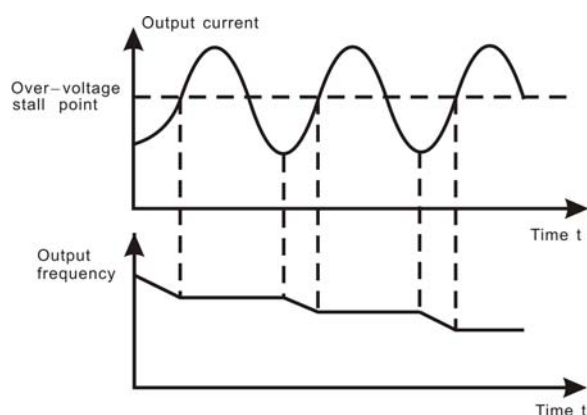 Output current
Over-voltage
stall point
Time t
Output
frequency
Time t